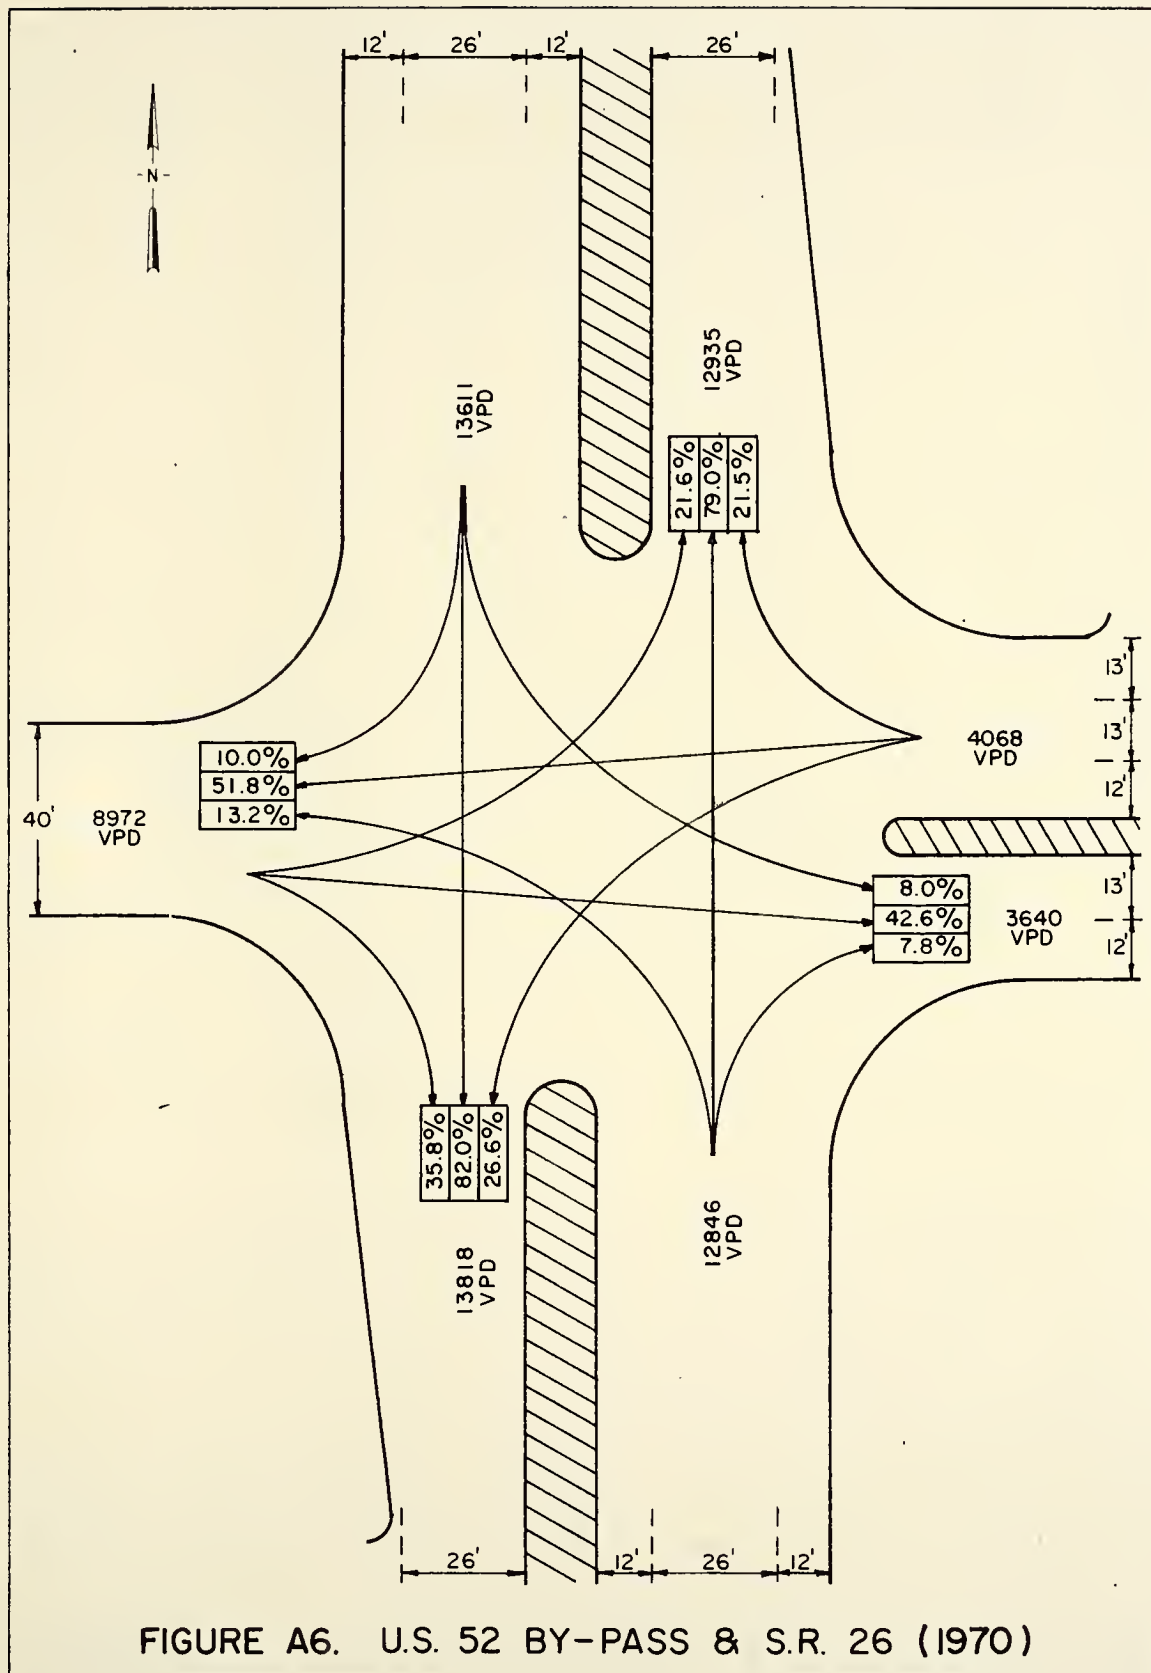 12' 26' 12' 26'
-N-
13611
VPD
12935
VPD
21.6%
79.0%
21.5%
13'
13'
12'
4068
VPD
10.0%
51.8%
13.2%
40'
8972
VPD
8.0%
42.6%
7.8%
3640
VPD
13'
12'
35.8%
82.0%
26.6%
13818
VPD
12846
VPD
26' 12' 26' 12'
FIGURE A6. U.S. 52 BY-PASS & S.R. 26 (1970)